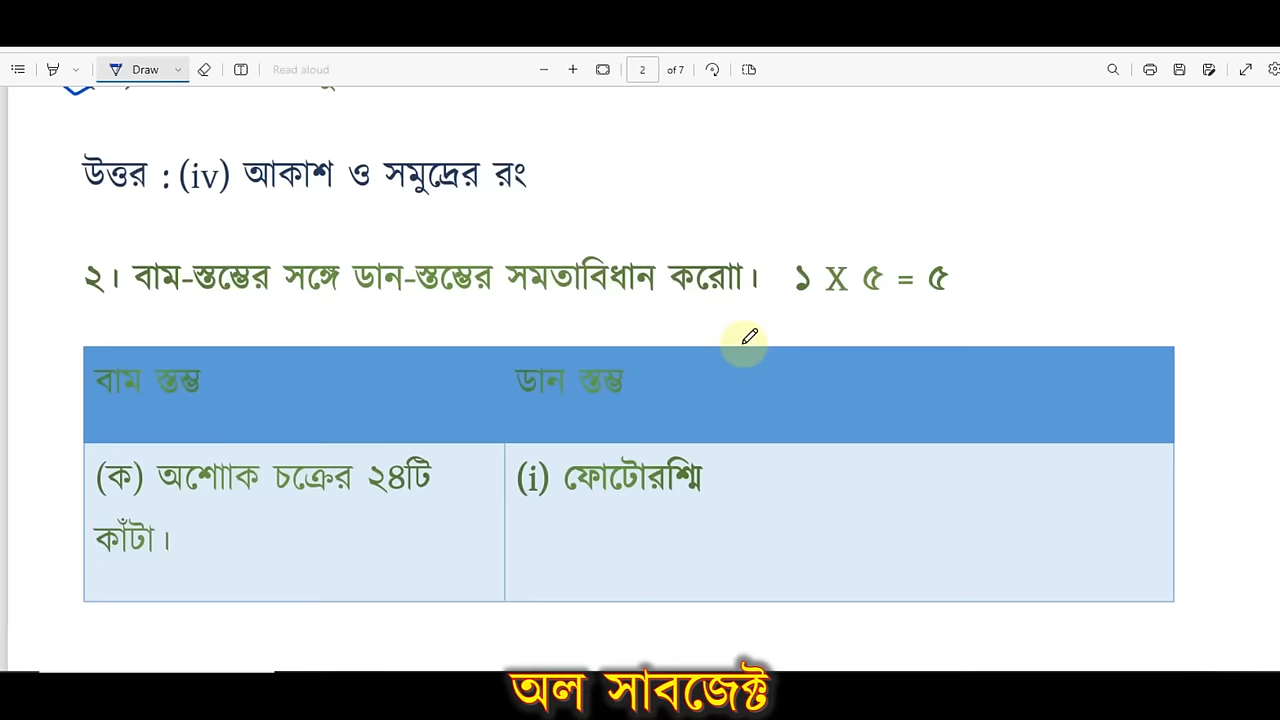 Draw
Read aloud
2
of 7
উত্তর : (iv) আকাশ ও সমুদ্রের রং
২। বাম-স্তম্ভের সঙ্গে ডান-স্তম্ভের সমতাবিধান করোা। ১ X ৫ = ৫
বাম স্তম্ভ
ডান স্তম্ভ
(ক) অশোাক চক্রের ২৪টি
কাঁটা।
(i) ফোটোরশ্মি
অল সাবজেক্ট